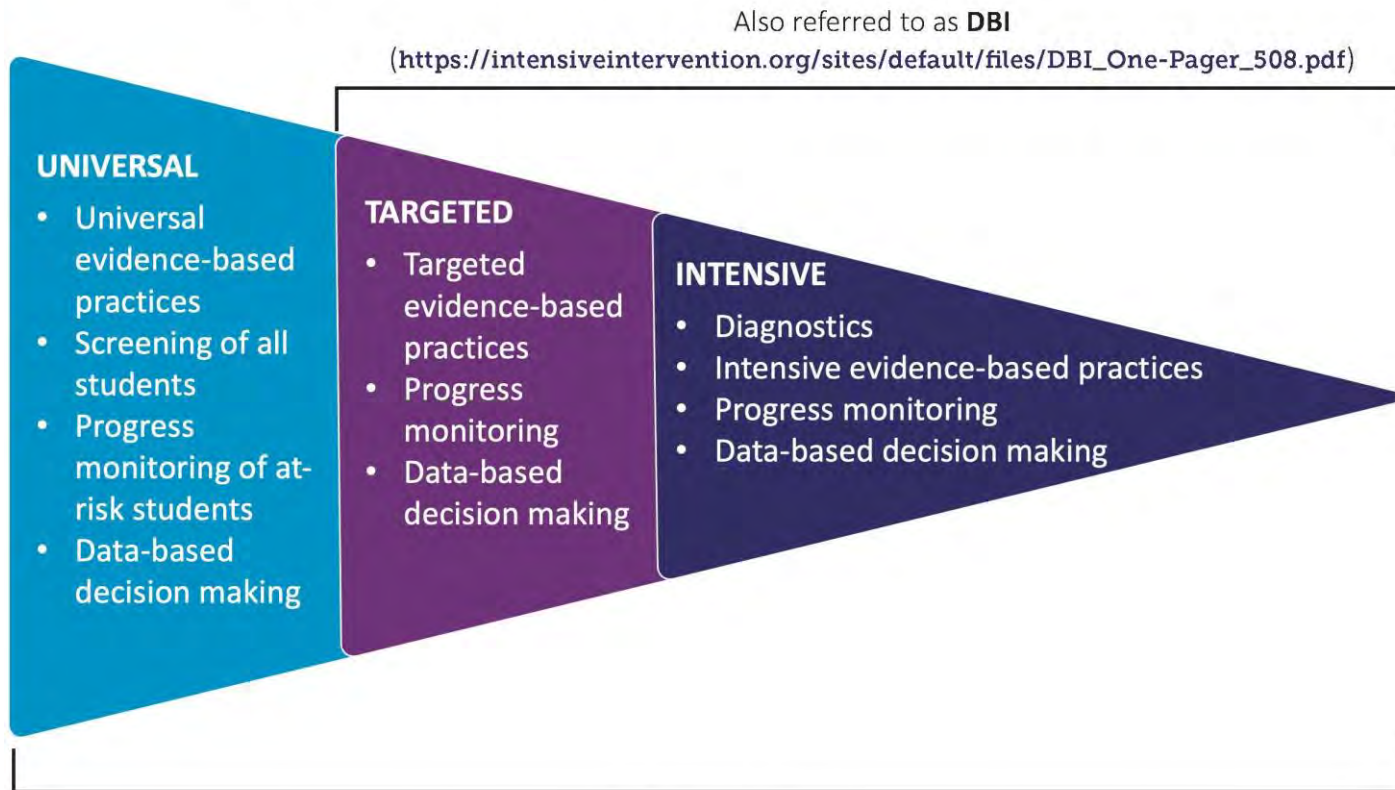 Also referred to as DBI
(https://intensiveintervention.org/sites/default/files/DBI_One-Pager_508.pdf)
UNIVERSAL
• Universal
evidence-based
practices
• Screening of all
students
• Progress
monitoring of at-
risk students
• Data-based
decision making
TARGETED
• Targeted
evidence-based
practices
• Progress
monitoring
• Data-based
decision making
INTENSIVE
• Diagnostics
• Intensive evidence-based practices
• Progress monitoring
• Data-based decision making